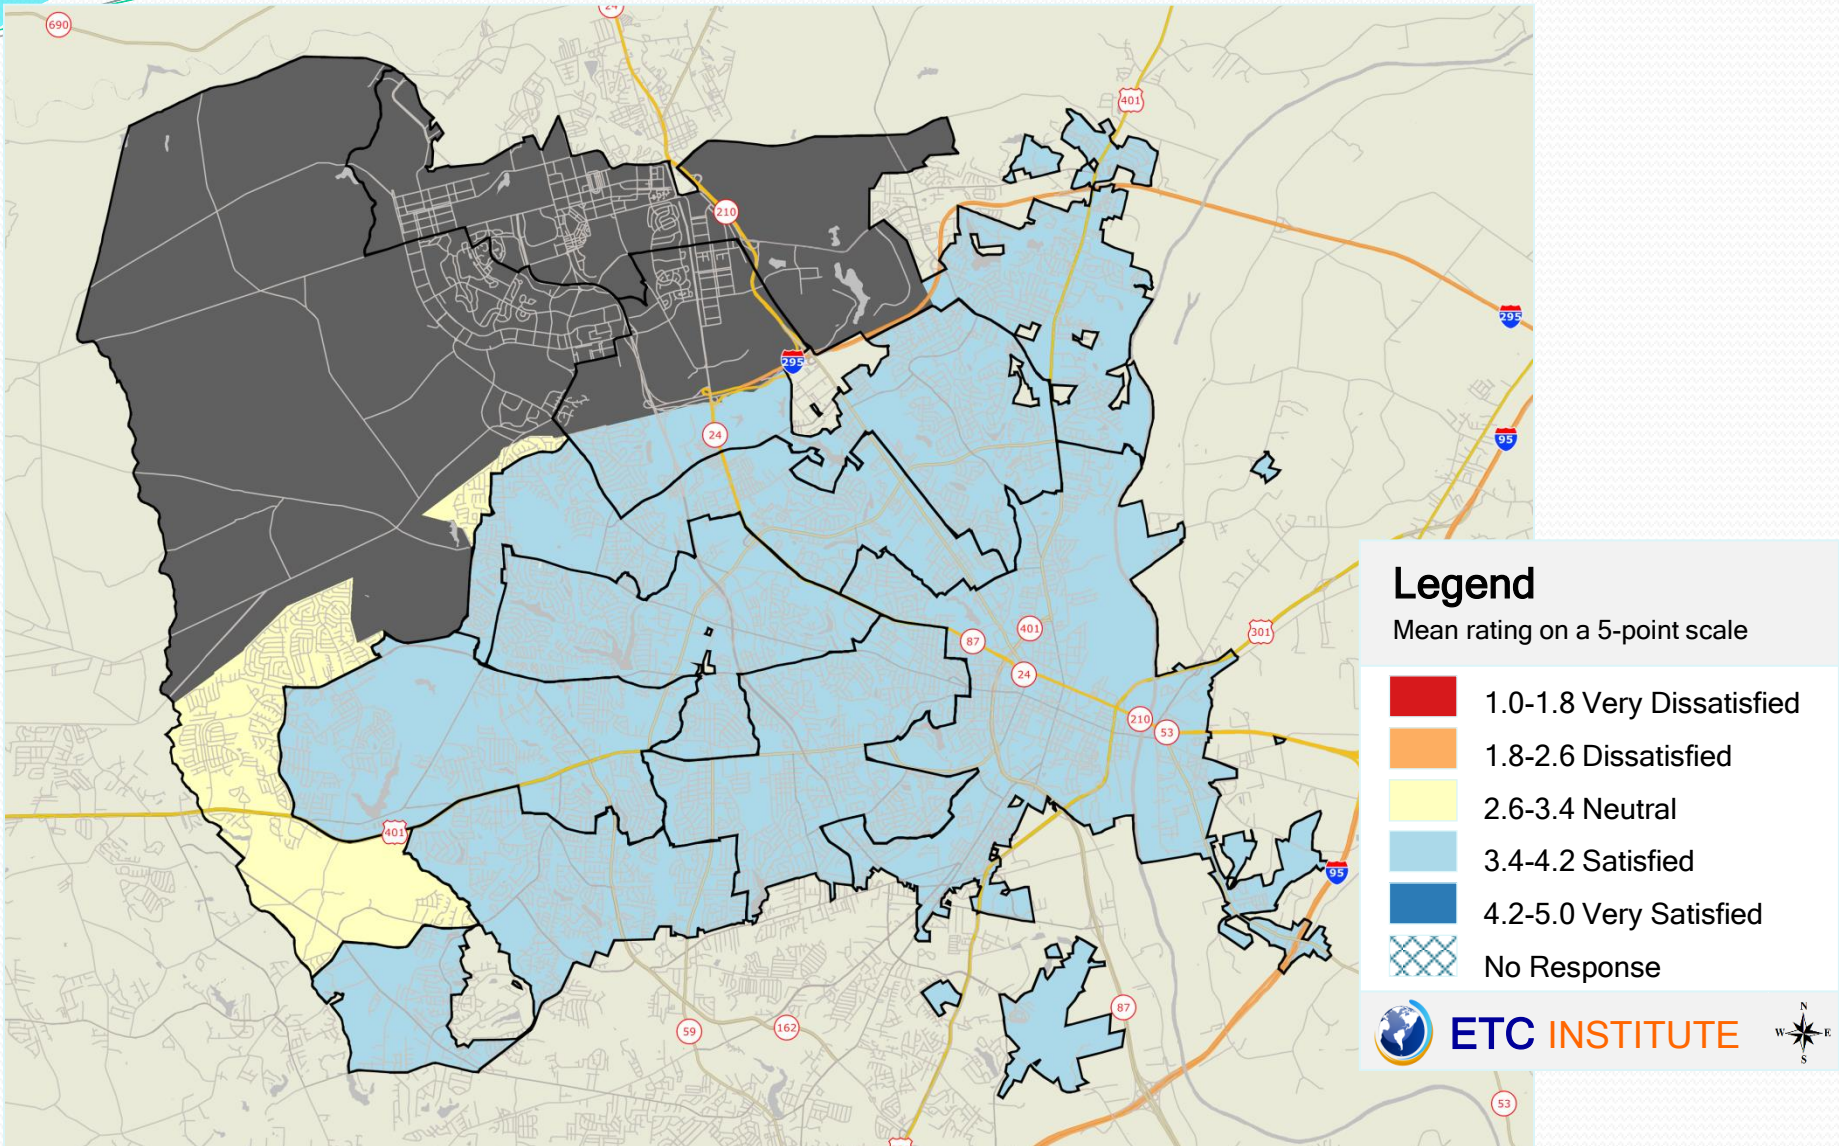 690
24
401
210
295
295
24
95
401
87
301
24
210
53
401
95
87
59
162
53
Legend
Mean rating on a 5-point scale
1.0-1.8 Very Dissatisfied
1.8-2.6 Dissatisfied
2.6-3.4 Neutral
3.4-4.2 Satisfied
4.2-5.0 Very Satisfied
No Response
ETC INSTITUTE
N
W E
S